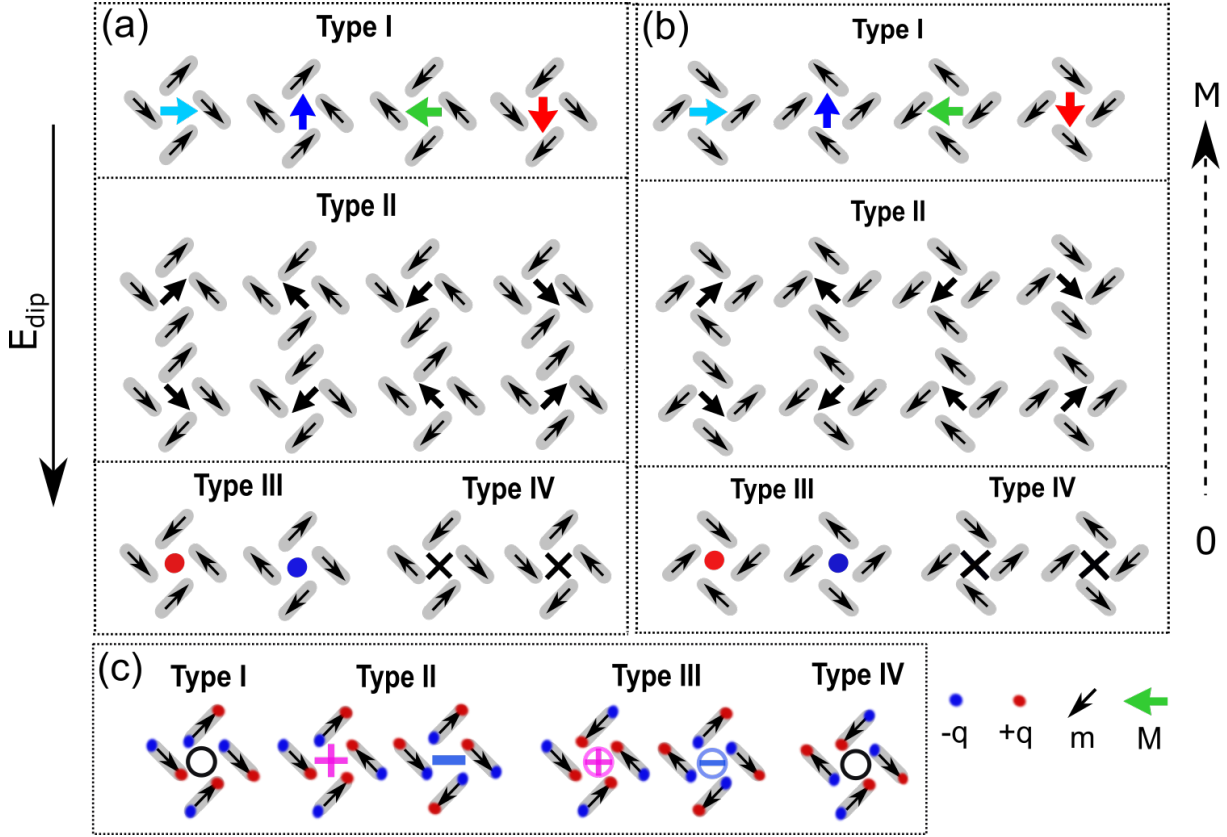 (a)
Type I
Type II
Type III Type IV
(b)
Type I
Type II
Type III Type IV
E_dip
M
0
(c)
Type I Type II Type III Type IV
-q +q m M